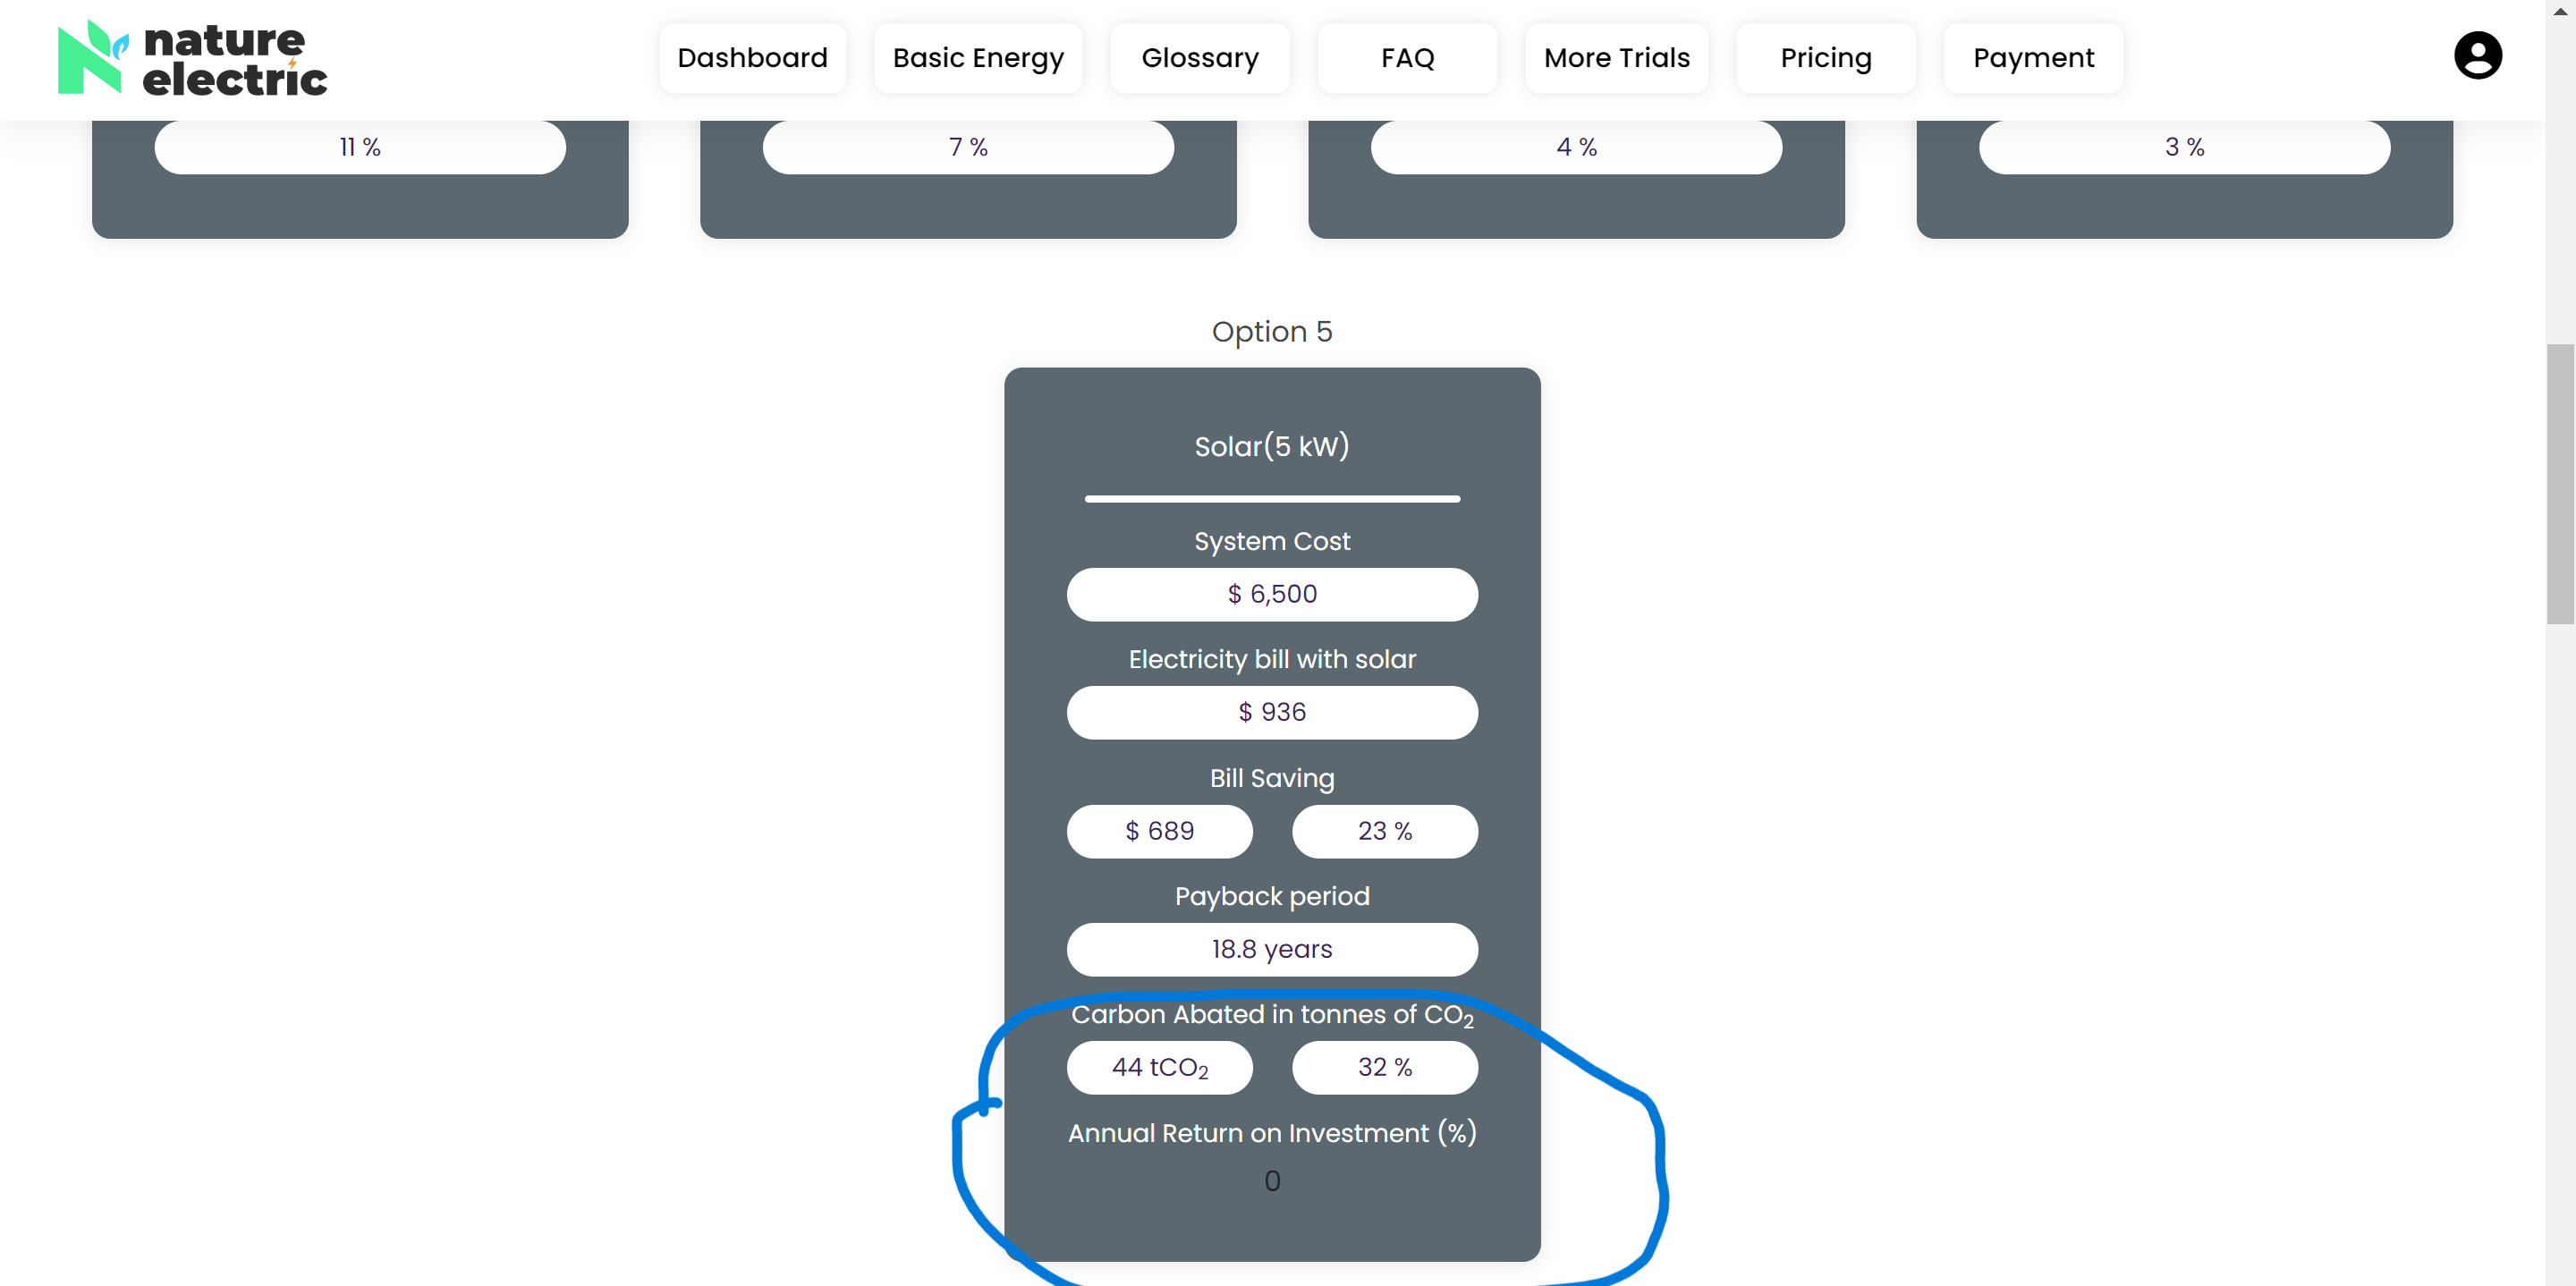 nature
electric
Dashboard
Basic Energy
Glossary
FAQ
More Trials
Pricing
Payment
11 %
7 %
4 %
3 %
Option 5
Solar(5 kW)
System Cost
$ 6,500
Electricity bill with solar
$ 936
Bill Saving
$ 689
23 %
Payback period
18.8 years
Carbon Abated in tonnes of CO₂
44 tCO₂
32 %
Annual Return on Investment (%)
0